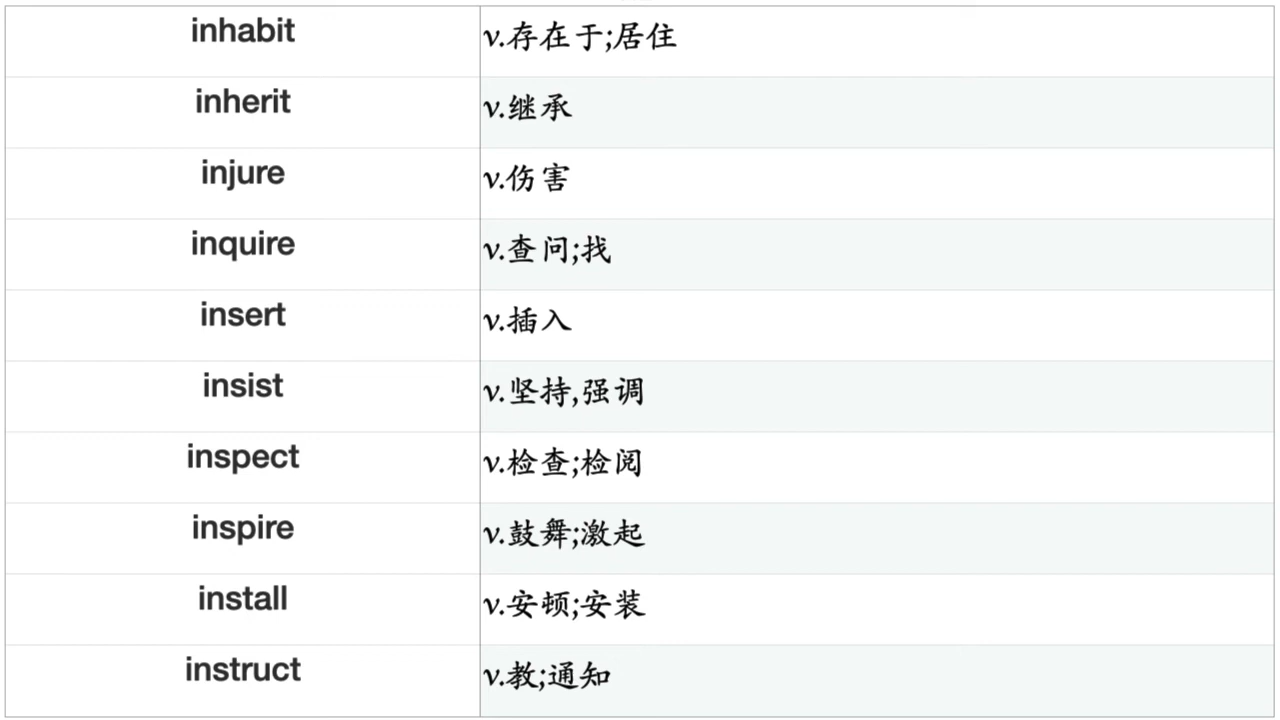 inhabit v.存在于;居住
inherit v.继承
injure v.伤害
inquire v.查问;找
insert v.插入
insist v.坚持,强调
inspect v.检查;检阅
inspire v.鼓舞;激起
install v.安顿;安装
instruct v.教;通知